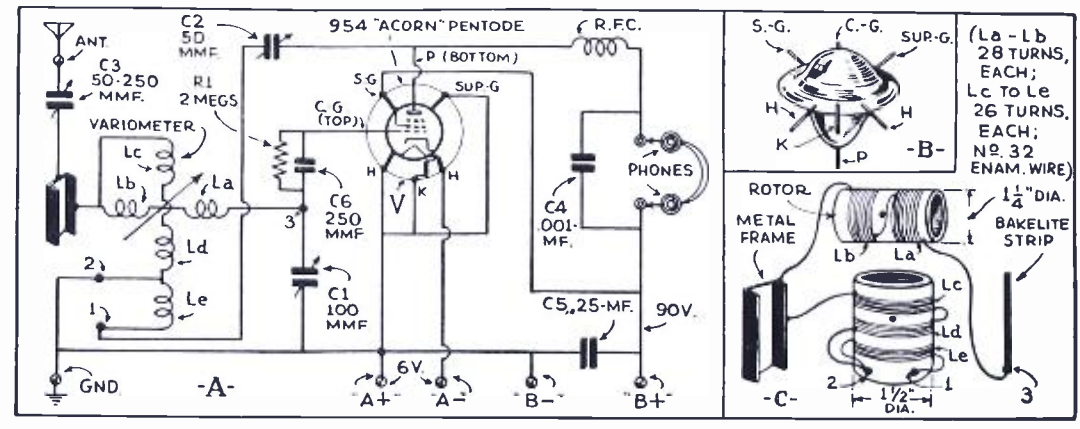 954 "ACORN" PENTODE
C2
50
MMF.
R.F.C.
ANT.
C3
50-250
MMF.
R1
2 MEGS
P (BOTTOM)
S.G
SUP.-G
C.G.
(TOP)
VARIOMETER
Lc
Lb
La
H
H
K
V
PHONES
3
C6
250
MMF
C4
.001-
MF.
Ld
2
Le
1
C1
100
MMF
C5,.25-MF.
90V.
6V.
GND.
-A-
"A+"
"A-"
"B-"
"B+"
S.-G.
C.-G.
SUP.-G.
H
H
K
P
-B-
(La-Lb
28 TURNS,
EACH;
Lc TO Le
26 TURNS,
EACH;
Nº. 32
ENAM. WIRE)
ROTOR
1 1/4" DIA.
METAL
FRAME
BAKELITE
STRIP
Lb
La
Lc
Ld
Le
2
1
1 1/2"
DIA.
3
-C-